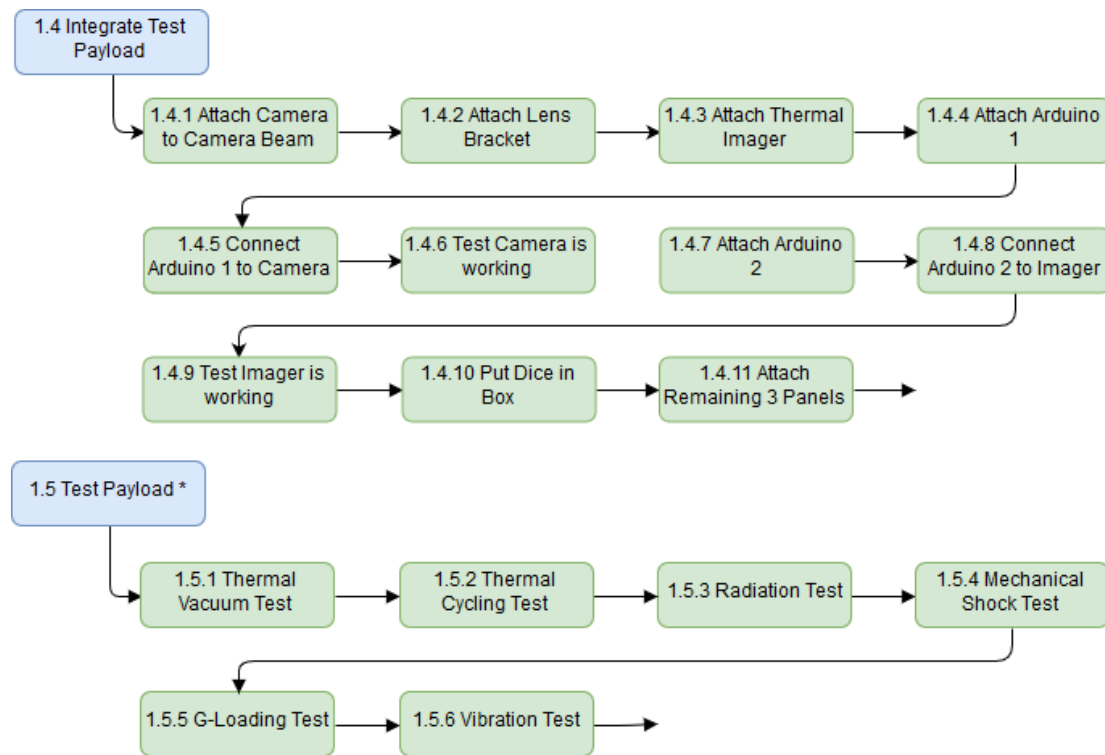 1.4 Integrate Test
Payload
1.4.1 Attach Camera
to Camera Beam
1.4.2 Attach Lens
Bracket
1.4.3 Attach Thermal
Imager
1.4.4 Attach Arduino
1
1.4.5 Connect
Arduino 1 to Camera
1.4.6 Test Camera is
working
1.4.7 Attach Arduino
2
1.4.8 Connect
Arduino 2 to Imager
1.4.9 Test Imager is
working
1.4.10 Put Dice in
Box
1.4.11 Attach
Remaining 3 Panels
1.5 Test Payload *
1.5.1 Thermal
Vacuum Test
1.5.2 Thermal
Cycling Test
1.5.3 Radiation Test
1.5.4 Mechanical
Shock Test
1.5.5 G-Loading Test
1.5.6 Vibration Test